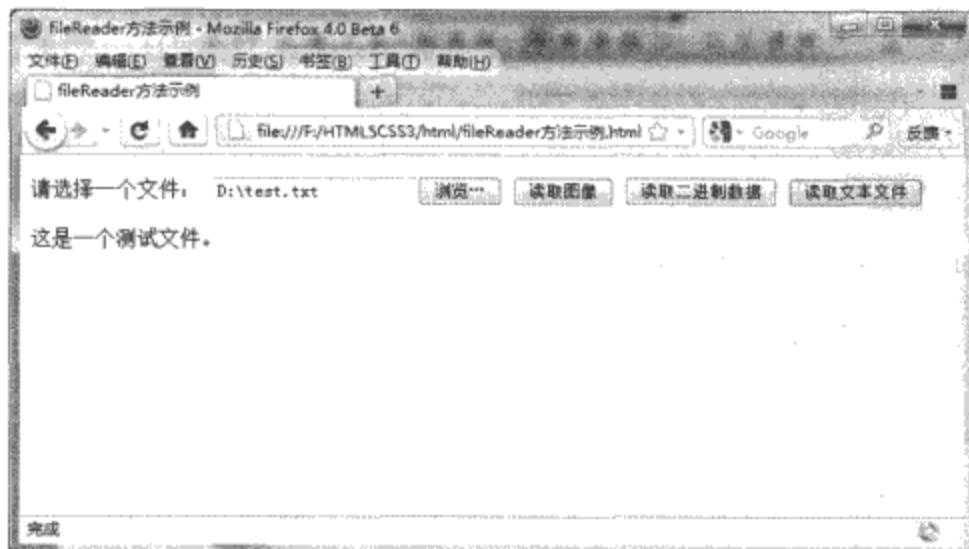 fileReader方法示例 - Mozilla Firefox 4.0 Beta 6
文件(F) 编辑(E) 查看(V) 历史(S) 书签(B) 工具(T) 帮助(H)
fileReader方法示例 +
file:///F:/HTML5CSS3/html/fileReader方法示例.html Google 反馈
请选择一个文件： D:\test.txt 浏览… 读取图像 读取二进制数据 读取文本文件
这是一个测试文件。
完成